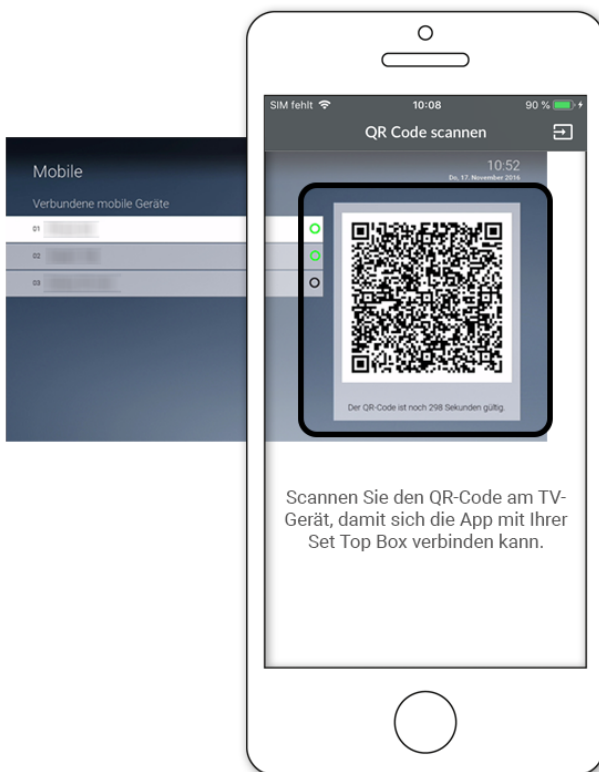 SIM fehlt
10:08
90 %
QR Code scannen
Mobile
10:52
Do, 17. November 2016
Verbundene mobile Geräte
01
02
03
Der QR-Code ist noch 298 Sekunden gültig.
Scannen Sie den QR-Code am TV-
Gerät, damit sich die App mit Ihrer
Set Top Box verbinden kann.